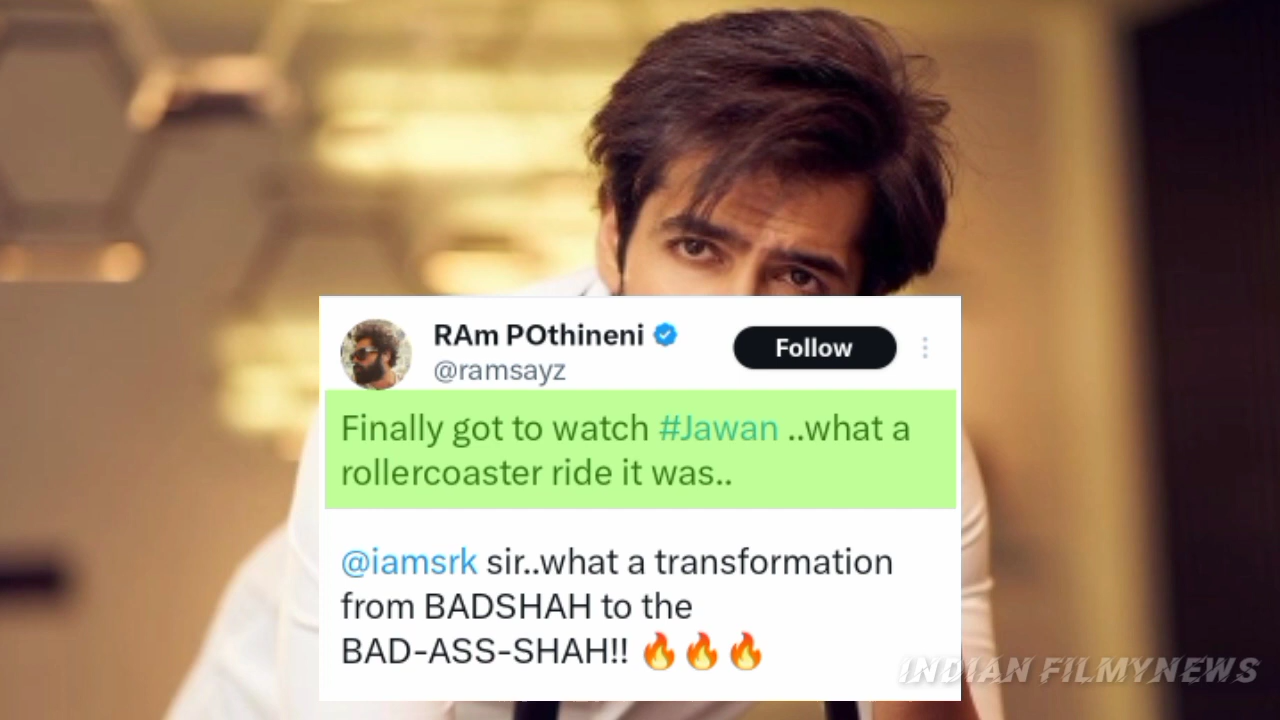 RAm POthineni
Follow
@ramsayz
Finally got to watch #Jawan ..what a
rollercoaster ride it was..
@iamsrk sir..what a transformation
from BADSHAH to the
BAD-ASS-SHAH!! 🔥🔥🔥
INDIAN FILMYNEWS